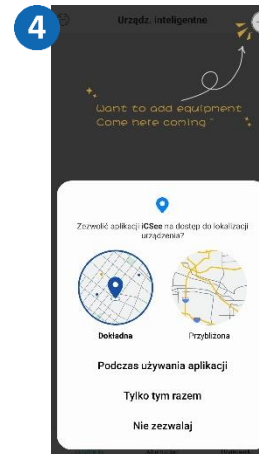 4
Urządz. inteligentne
Want to add equipment
Come here coming~
Zezwolić aplikacji iCSee na dostęp do lokalizacji
urządzenia?
Dokładna
Przybliżona
Podczas używania aplikacji
Tylko tym razem
Nie zezwalaj